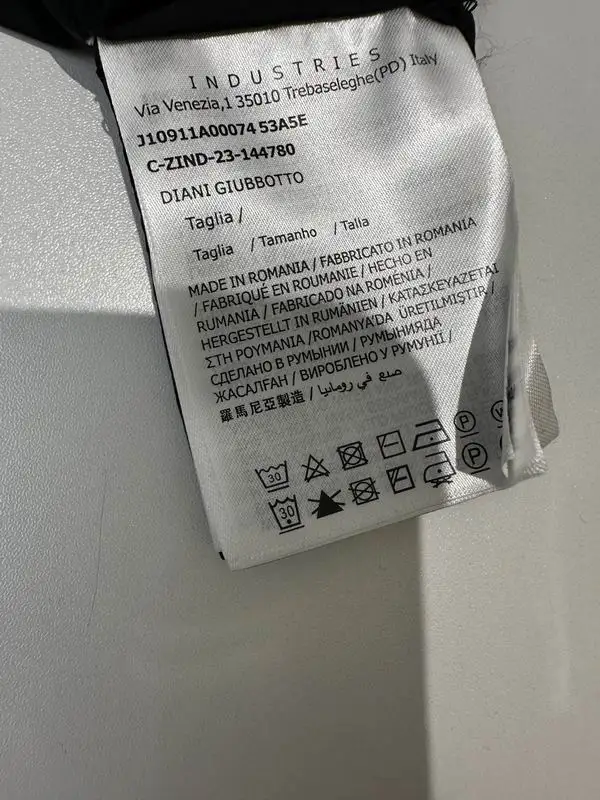 INDUSTRIES
Via Venezia,1 35010 Trebaseleghe(PD) Italy
J10911A00074 53A5E
C-ZIND-23-144780
DIANI GIUBBOTTO
Taglia /
Taglia / Tamanho / Talla
MADE IN ROMANIA / FABBRICATO IN ROMANIA
/ FABRIQUÉ EN ROUMANIE / HECHO EN
RUMANIA / FABRICADO NA ROMÉNIA /
HERGESTELLT IN RUMÄNIEN / ΚΑΤΑΣΚΕΥΑΖΕΤΑΙ
ΣΤΗ ΡΟΥΜΑΝΙΑ /ROMANYA'DA ÜRETILMIŞTIR /
СДЕЛАНО В РУМЫНИИ / РУМЫНИЯДА
ЖАСАЛҒАН / ВИРОБЛЕНО У РУМУНІЇ /
羅馬尼亞製造 / صنع في رومانيا
30 P W
30 P